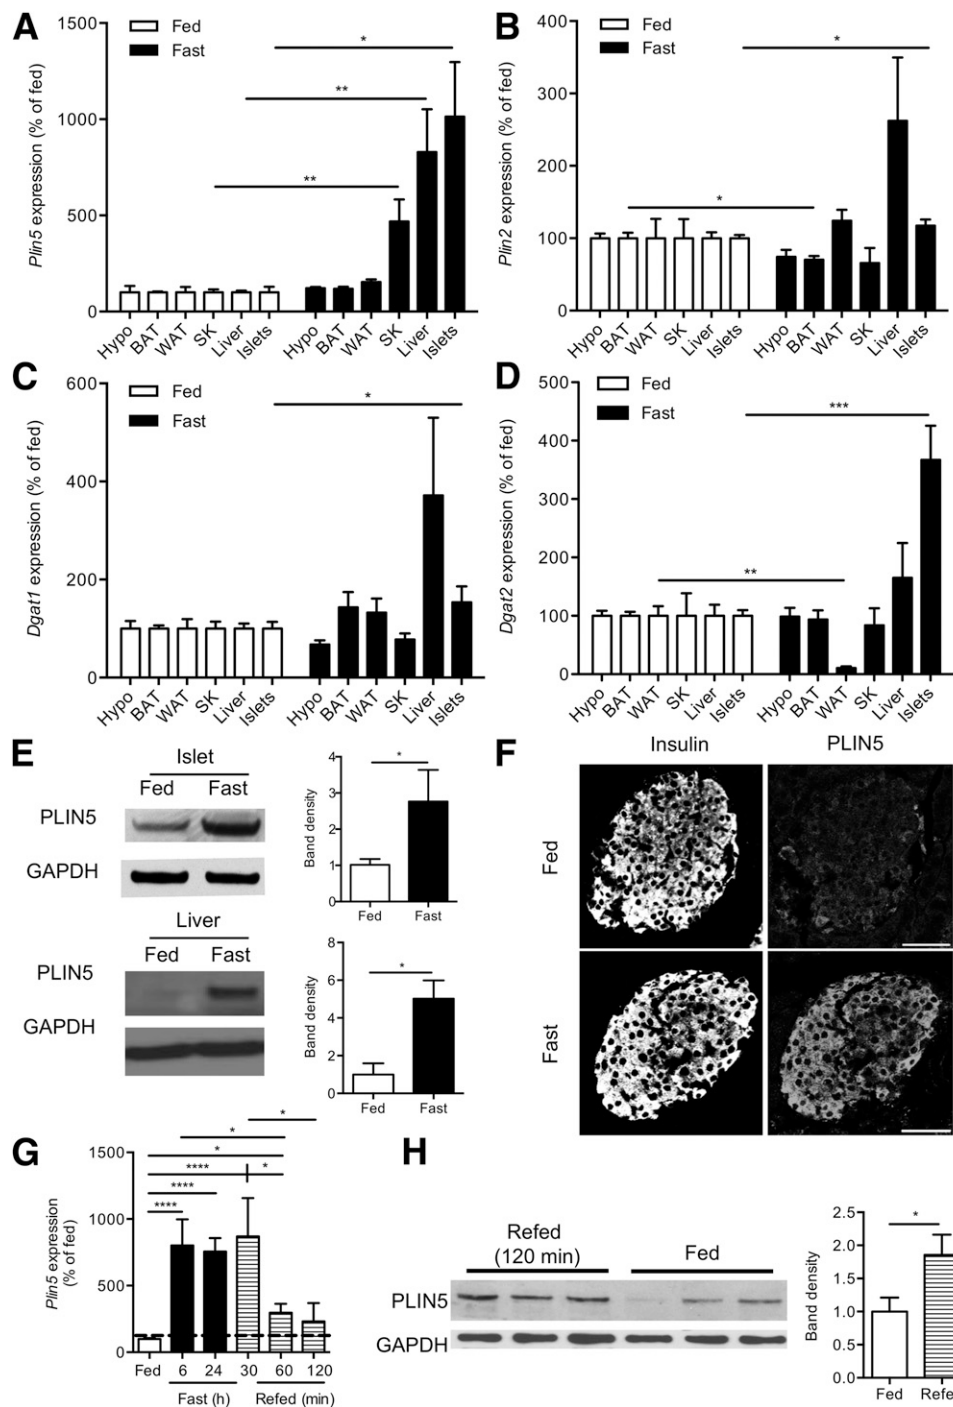 A
Plin5 expression (% of fed)
1500
1000
500
0
Fed
Fast
*
**
**
Hypo BAT WAT SK Liver Islets Hypo BAT WAT SK Liver Islets
B
Plin2 expression (% of fed)
400
300
200
100
0
Fed
Fast
*
*
Hypo BAT WAT SK Liver Islets Hypo BAT WAT SK Liver Islets
C
Dgat1 expression (% of fed)
600
400
200
0
Fed
Fast
*
Hypo BAT WAT SK Liver Islets Hypo BAT WAT SK Liver Islets
D
Dgat2 expression (% of fed)
500
400
300
200
100
0
Fed
Fast
***
**
Hypo BAT WAT SK Liver Islets Hypo BAT WAT SK Liver Islets
E
Islet
Fed Fast
PLIN5
GAPDH
Band density
4
3
2
1
0
*
Fed Fast
Liver
Fed Fast
PLIN5
GAPDH
Band density
8
6
4
2
0
*
Fed Fast
F
Insulin PLIN5
Fed
Fast
G
Plin5 expression
(% of fed)
1500
1000
500
0
*
*
*
**** *
****
****
Fed 6 24 30 60 120
Fast (h) Refed (min)
H
Refed
(120 min)
Fed
PLIN5
GAPDH
Band density
2.5
2.0
1.5
1.0
0.5
0.0
*
Fed Refe